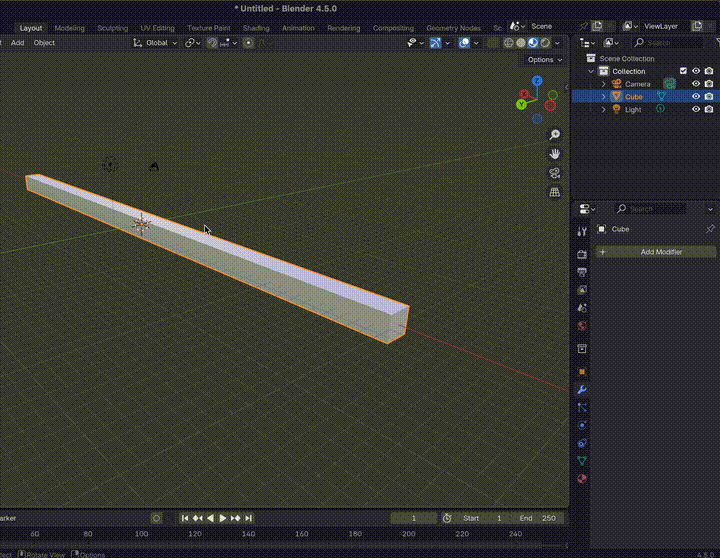 * Untitled - Blender 4.5.0
Layout Modeling Sculpting UV Editing Texture Paint Shading Animation Rendering Compositing Geometry Nodes Sc Scene ViewLayer
Add Object Global Search
Options
Scene Collection
Collection
Camera
Cube
Light
Z
Y
Search
Cube
+ Add Modifier
arker 1 Start 1 End 250
60 80 100 120 140 160 180 200 220 240
ect Rotate View Options 4.5.0